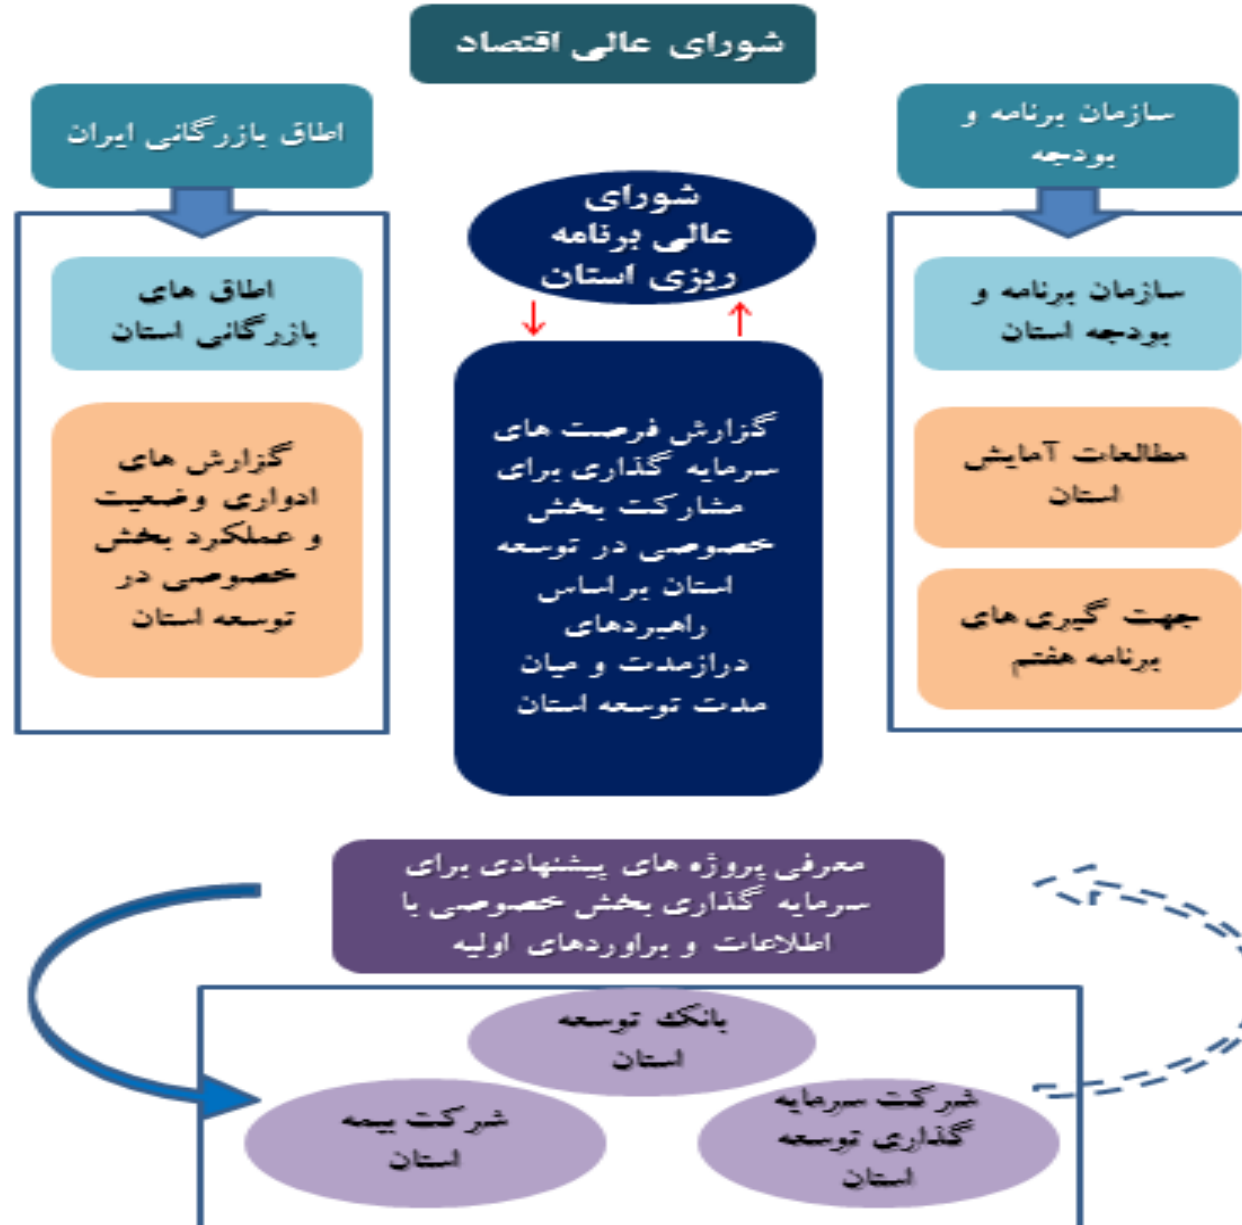 شورای عالی اقتصاد
سازمان برنامه و
بودجه
اطاق بازرگانی ایران
شورای
عالی برنامه
ریزی استان
سازمان برنامه و
بودجه استان
مطالعات آمایش
استان
جهت گیری های
برنامه هفتم
گزارش فرصت های
سرمایه گذاری برای
مشارکت بخش
خصوصی در توسعه
استان بر اساس
راهبردهای
درازمدت و میان
مدت توسعه استان
اطاق های
بازرگانی استان
گزارش های
ادواری وضعیت
و عملکرد بخش
خصوصی در
توسعه استان
معرفی پروژه های پیشنهادی برای
سرمایه گذاری بخش خصوصی با
اطلاعات و براوردهای اولیه
بانک توسعه
استان
شرکت سرمایه
گذاری توسعه
استان
شرکت بیمه
استان